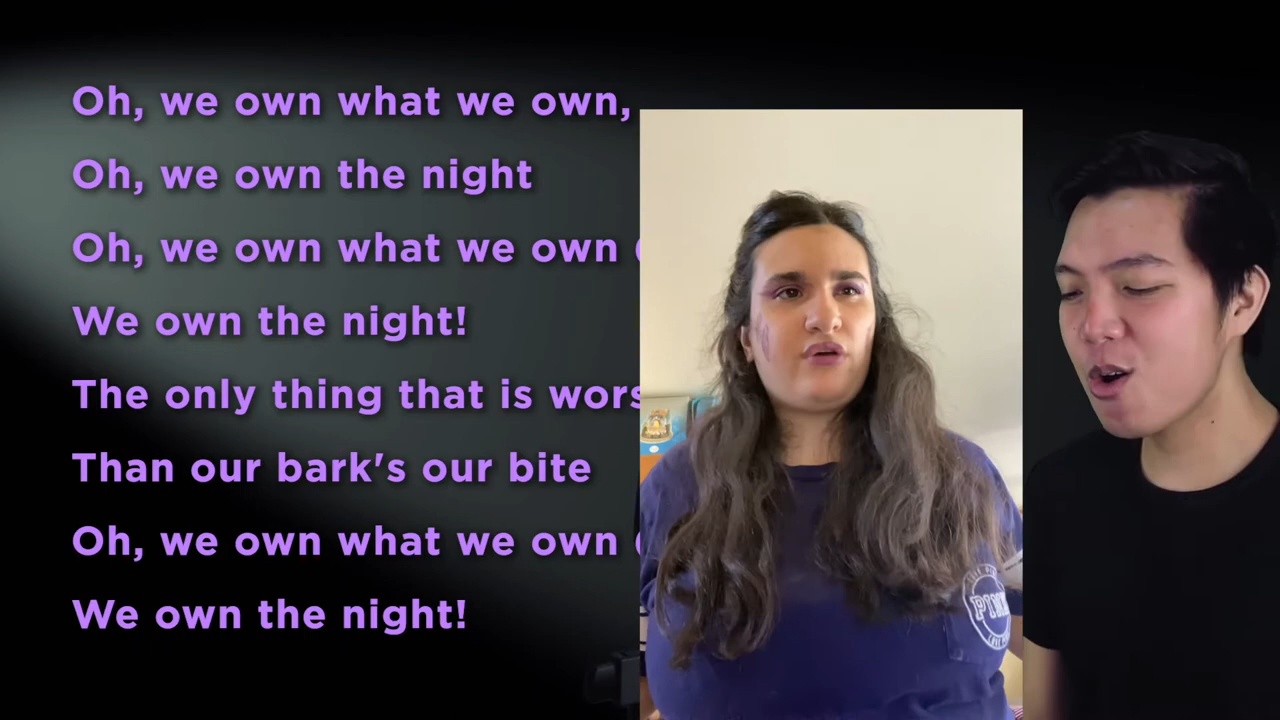 Oh, we own what we own,
Oh, we own the night
Oh, we own what we own
We own the night!
The only thing that is
Than our bark's our bite
Oh, we own what we own
We own the night!